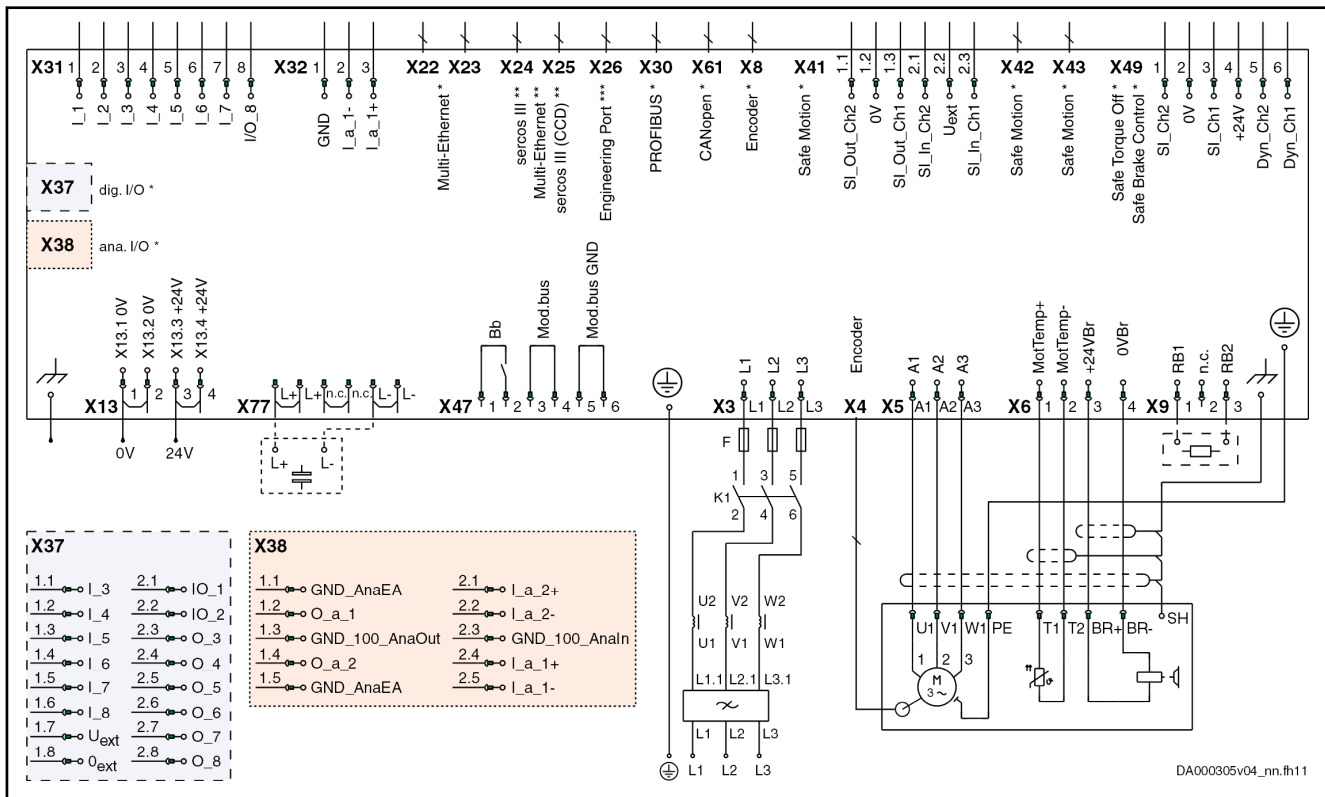 X31 1 2 3 4 5 6 7 8
I_1 I_2 I_3 I_4 I_5 I_6 I_7 I/O_8
X32 1 2 3
GND I_a_1- I_a_1+
X22 X23
Multi-Ethernet *
X24 X25
sercos III **
Multi-Ethernet **
sercos III (CCD) **
X26
Engineering Port ***
X30
PROFIBUS *
X61
CANopen *
X8
Encoder *
X41 1.1 1.2 1.3 2.1 2.2 2.3
Safe Motion *
SI_Out_Ch2 0V SI_Out_Ch1 SI_In_Ch2 Uext SI_In_Ch1
X42
Safe Motion *
X43
Safe Motion *
X49 1 2 3 4 5 6
Safe Torque Off *
Safe Brake Control *
SI_Ch2 0V SI_Ch1 +24V Dyn_Ch2 Dyn_Ch1
X37 dig. I/O *
X38 ana. I/O *
X13.1 0V X13.2 0V X13.3 +24V X13.4 +24V
X13 1 2 3 4
0V 24V
X77 L+ L+ n.c. n.c. L- L-
L+ L-
Bb Mod.bus Mod.bus GND
X47 1 2 3 4 5 6
L1 L2 L3
X3 L1 L2 L3
F
K1 1 3 5
2 4 6
U2 V2 W2
U1 V1 W1
L1.1 L2.1 L3.1
L1 L2 L3
L1 L2 L3
Encoder
X4
A1 A2 A3
X5 A1 A2 A3
MotTemp+ MotTemp- +24VBr 0VBr
X6 1 2 3 4
RB1 n.c. RB2
X9 1 2 3
SH
U1 V1 W1 PE T1 T2 BR+ BR-
1 2 3
M
3 ~
ϑ
X37
1.1 I_3 2.1 IO_1
1.2 I_4 2.2 IO_2
1.3 I_5 2.3 O_3
1.4 I_6 2.4 O_4
1.5 I_7 2.5 O_5
1.6 I_8 2.6 O_6
1.7 Uext 2.7 O_7
1.8 0ext 2.8 O_8
X38
1.1 GND_AnaEA 2.1 I_a_2+
1.2 O_a_1 2.2 I_a_2-
1.3 GND_100_AnaOut 2.3 GND_100_AnaIn
1.4 O_a_2 2.4 I_a_1+
1.5 GND_AnaEA 2.5 I_a_1-
DA000305v04_nn.fh11